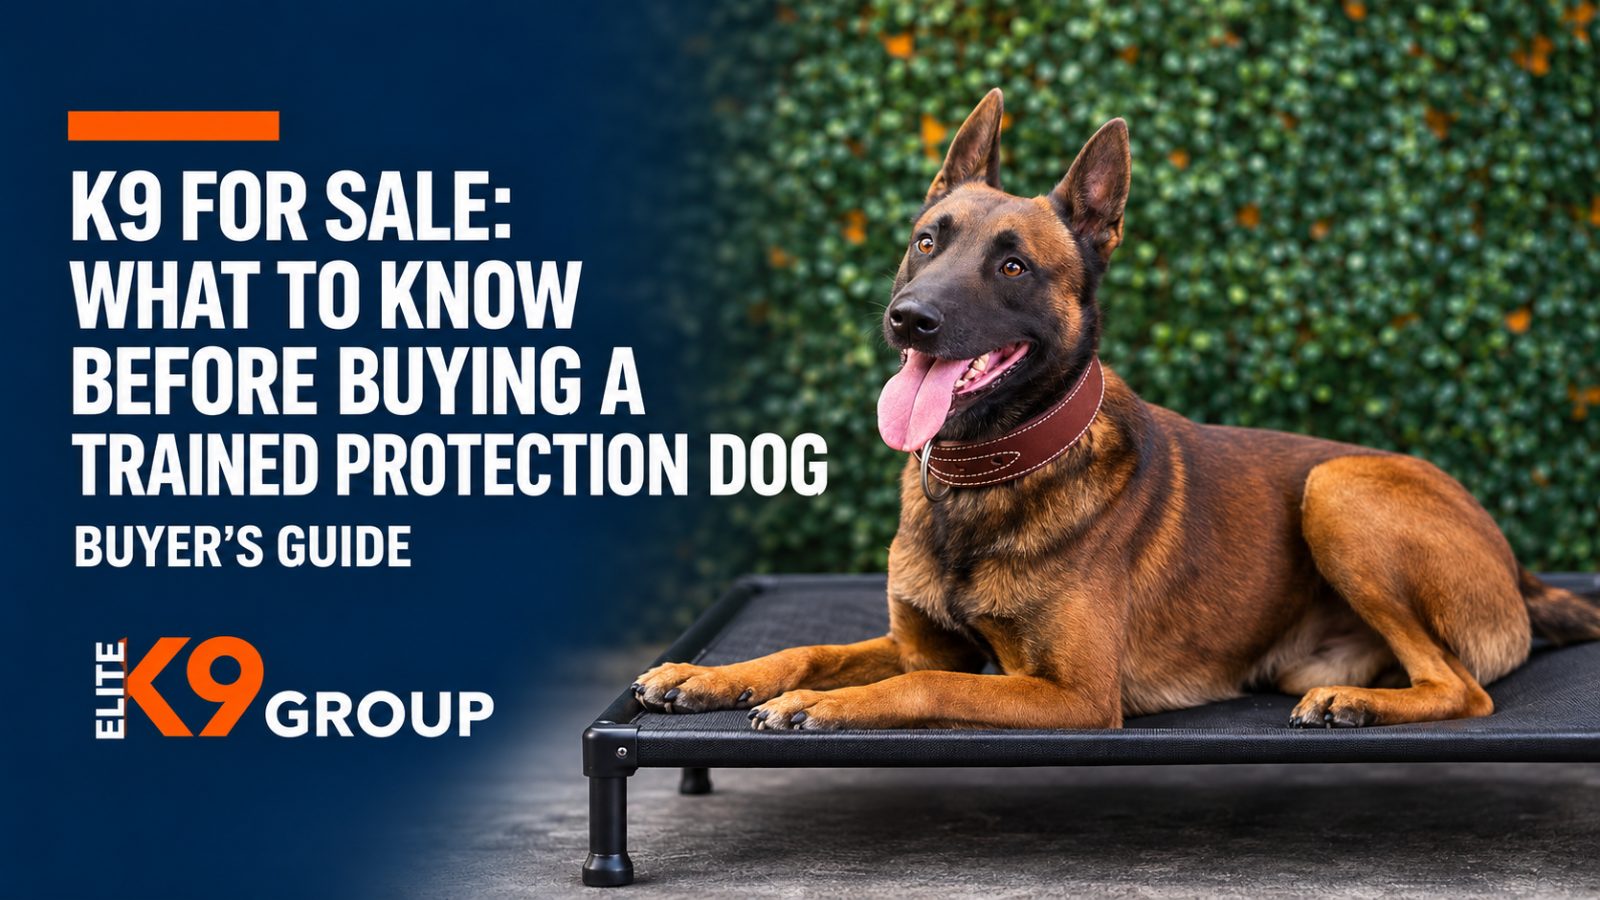 K9 FOR SALE:
WHAT TO KNOW
BEFORE BUYING A
TRAINED PROTECTION DOG
BUYER'S GUIDE
ELITE K9 GROUP